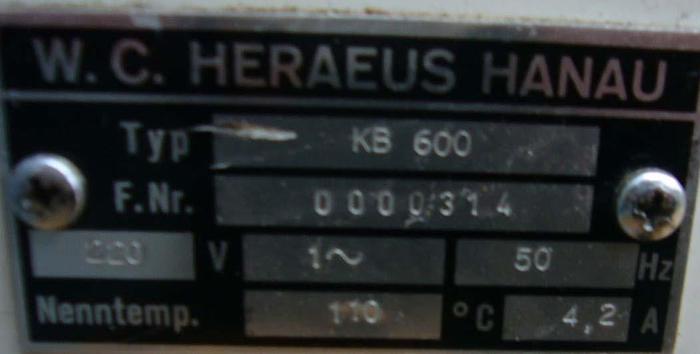 W. C. HERAEUS HANAU
Typ KB 600
F.Nr. 0000314
220 V 1~ 50 Hz
Nenntemp. 110 °C 4,2 A